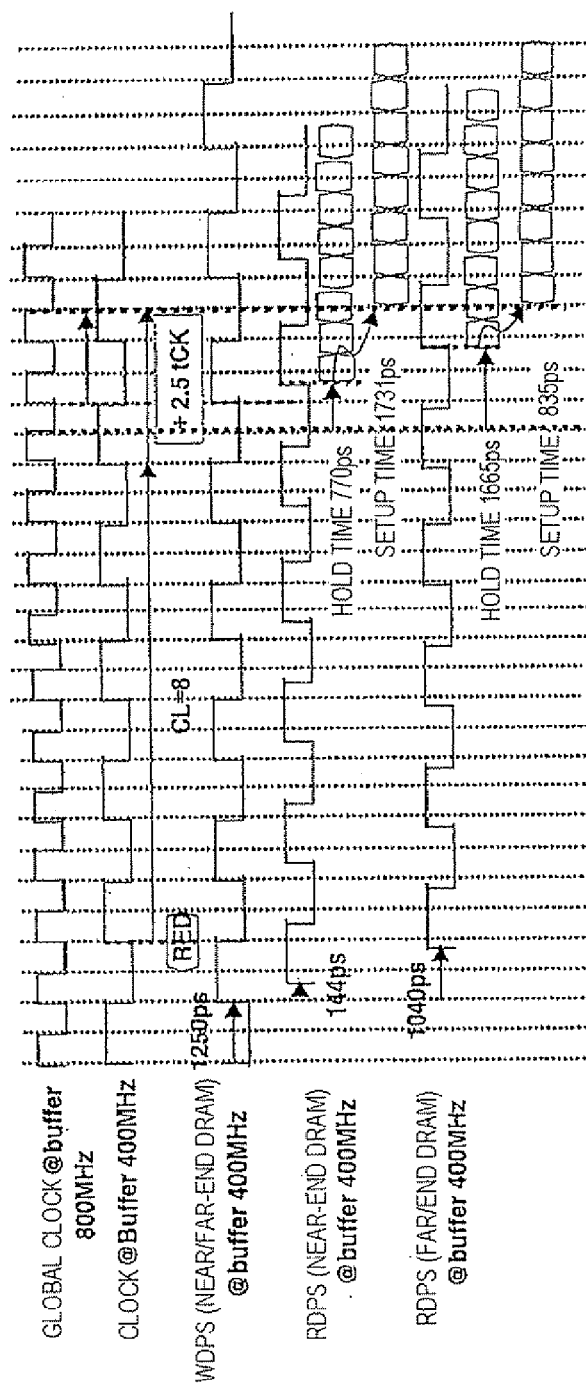 GLOBAL CLOCK@buffer
800MHz
CLOCK@Buffer 400MHz
WDPS (NEAR/FAR-END DRAM)
@buffer 400MHz
RDPS (NEAR-END DRAM)
@buffer 400MHz
RDPS (FAR/END DRAM)
@buffer 400MHz
1250ps
RED
CL=8
+ 2.5 tCK
144ps
HOLD TIME 770ps
SETUP TIME 1731ps
1040ps
HOLD TIME 1665ps
SETUP TIME 835ps